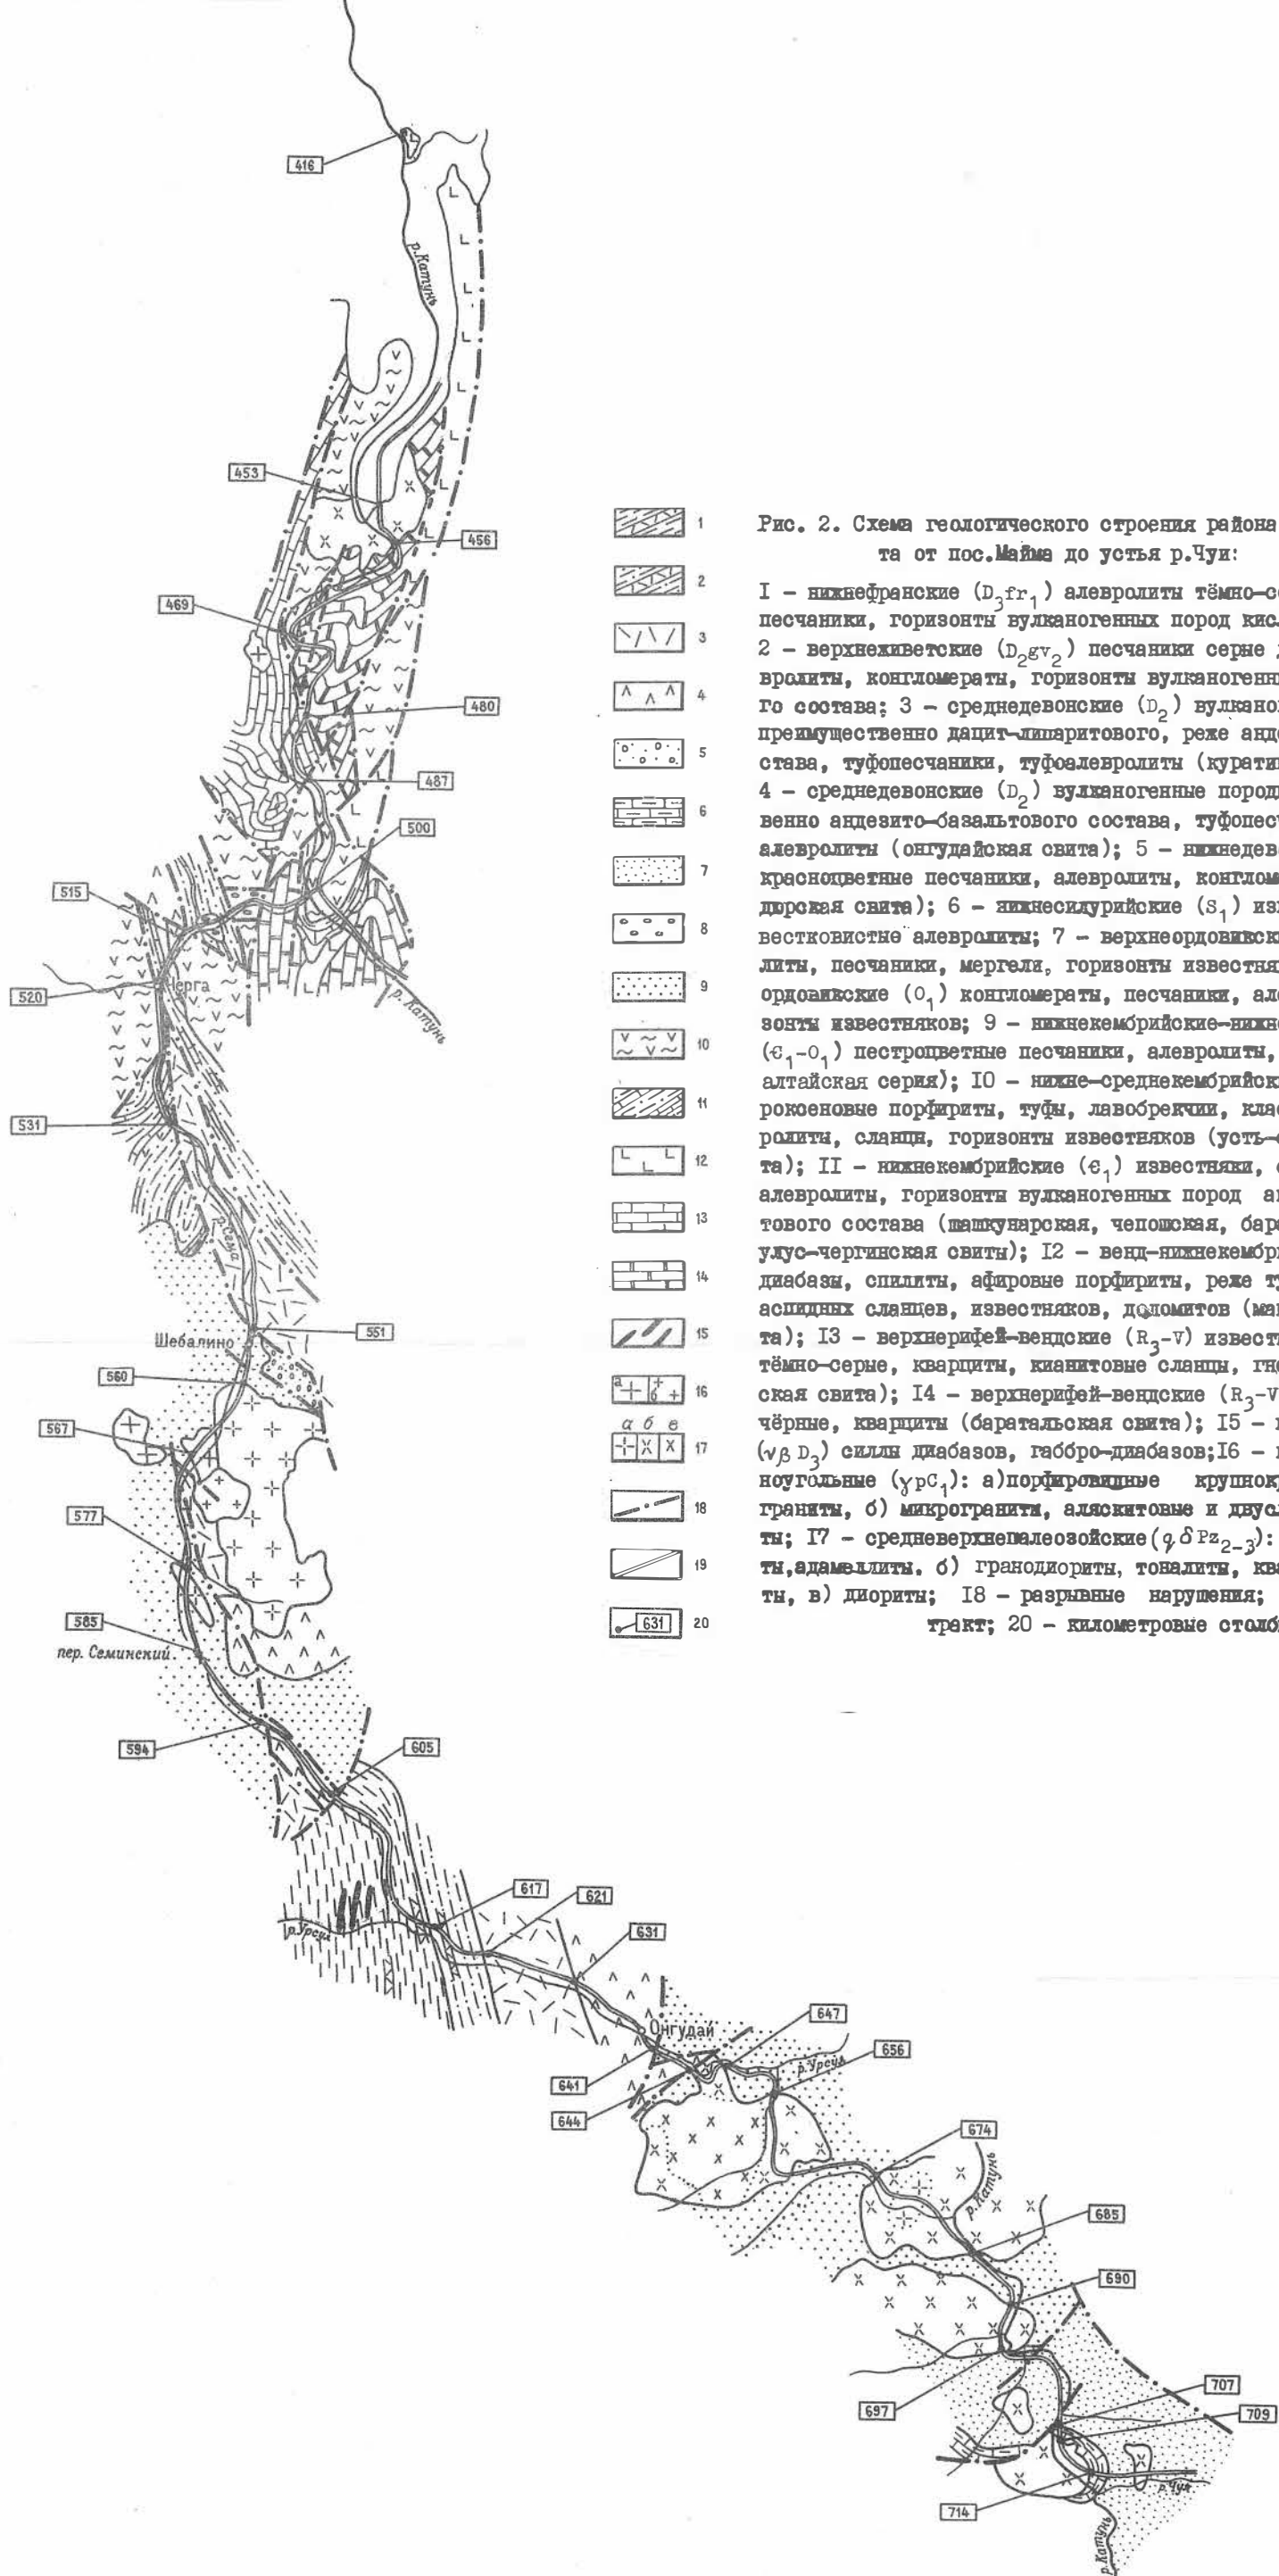 416
р.Катунь
453
456
469
480
487
500
515
520
Черга
р.Катунь
531
р.Сема
Шебалино
551
560
567
577
585
пер. Семинский
594
605
617
621
р.Урсул
631
Онгудай
647
р.Урсул
656
641
644
674
р.Катунь
685
690
697
707
709
р.Чуя
714
р.Катунь
1
2
3
4
5
6
7
8
9
10
11
12
13
14
15
а б 16
а б в
17
18
19
631 20
Рис. 2. Схема геологического строения района
та от пос.Майма до устья р.Чуи:
I - нижнефранские (D₃fr₁) алевролиты тёмно-се
песчаники, горизонты вулканогенных пород кис
2 - верхнеживетские (D₂gv₂) песчаники серые
вролиты, конгломераты, горизонты вулканогенн
го состава; 3 - среднедевонские (D₂) вулкано
преимущественно дацит-липаритового, реже анд
става, туфопесчаники, туфоалевролиты (курати
4 - среднедевонские (D₂) вулканогенные пород
венно андезито-базальтового состава, туфопес
алевролиты (онгудайская свита); 5 - нижнедев
красноцветные песчаники, алевролиты, конглом
дорская свита); 6 - нижнесилурийские (S₁) из
вестковистые алевролиты; 7 - верхнеордовикск
литы, песчаники, мергели, горизонты известня
ордовикские (O₁) конгломераты, песчаники, ал
зонты известняков; 9 - нижнекембрийские-нижн
(Є₁-O₁) пестроцветные песчаники, алевролиты,
алтайская серия); IO - нижне-среднекембрийск
роксеновые порфириты, туфы, лавобрекчии, кла
ролиты, сланцы, горизонты известняков (усть-
та); II - нижнекембрийские (Є₁) известняки,
алевролиты, горизонты вулканогенных пород ан
тового состава (шашкунарская, чепошская, бар
улус-чергинская свиты); I2 - венд-нижнекембр
диабазы, спилиты, афировые порфириты, реже ту
аспидных сланцев, известняков, доломитов (ма
та); I3 - верхнерифей-вендские (R₃-V) извест
тёмно-серые, кварциты, кианитовые сланцы, гн
ская свита); I4 - верхнерифей-вендские (R₃-V
чёрные, кварциты (баратальская свита); I5 -
(νβ D₃) силлы диабазов, габбро-диабазов;I6 -
ноугольные (γpC₁): а)порфировидные крупнок
граниты, б) микрограниты, аляскитовые и двус
ты; I7 - средневерхнепалеозойские(q δ Pz₂₋₃):
ты,адамеллиты. б) гранодиориты, тоналиты, ква
ты, в) диориты; I8 - разрывные нарушения;
тракт; 20 - километровые столб